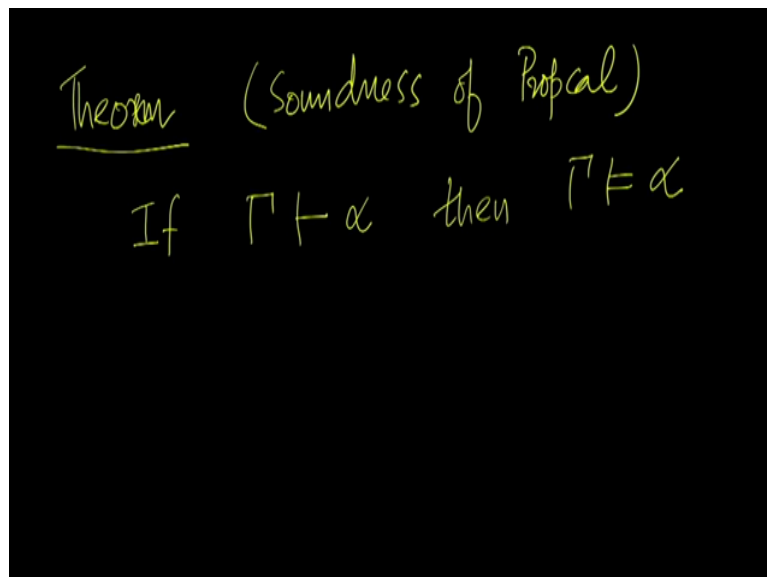 Theorem (Soundness of Propcal)
If Γ ⊢ α then Γ ⊨ α